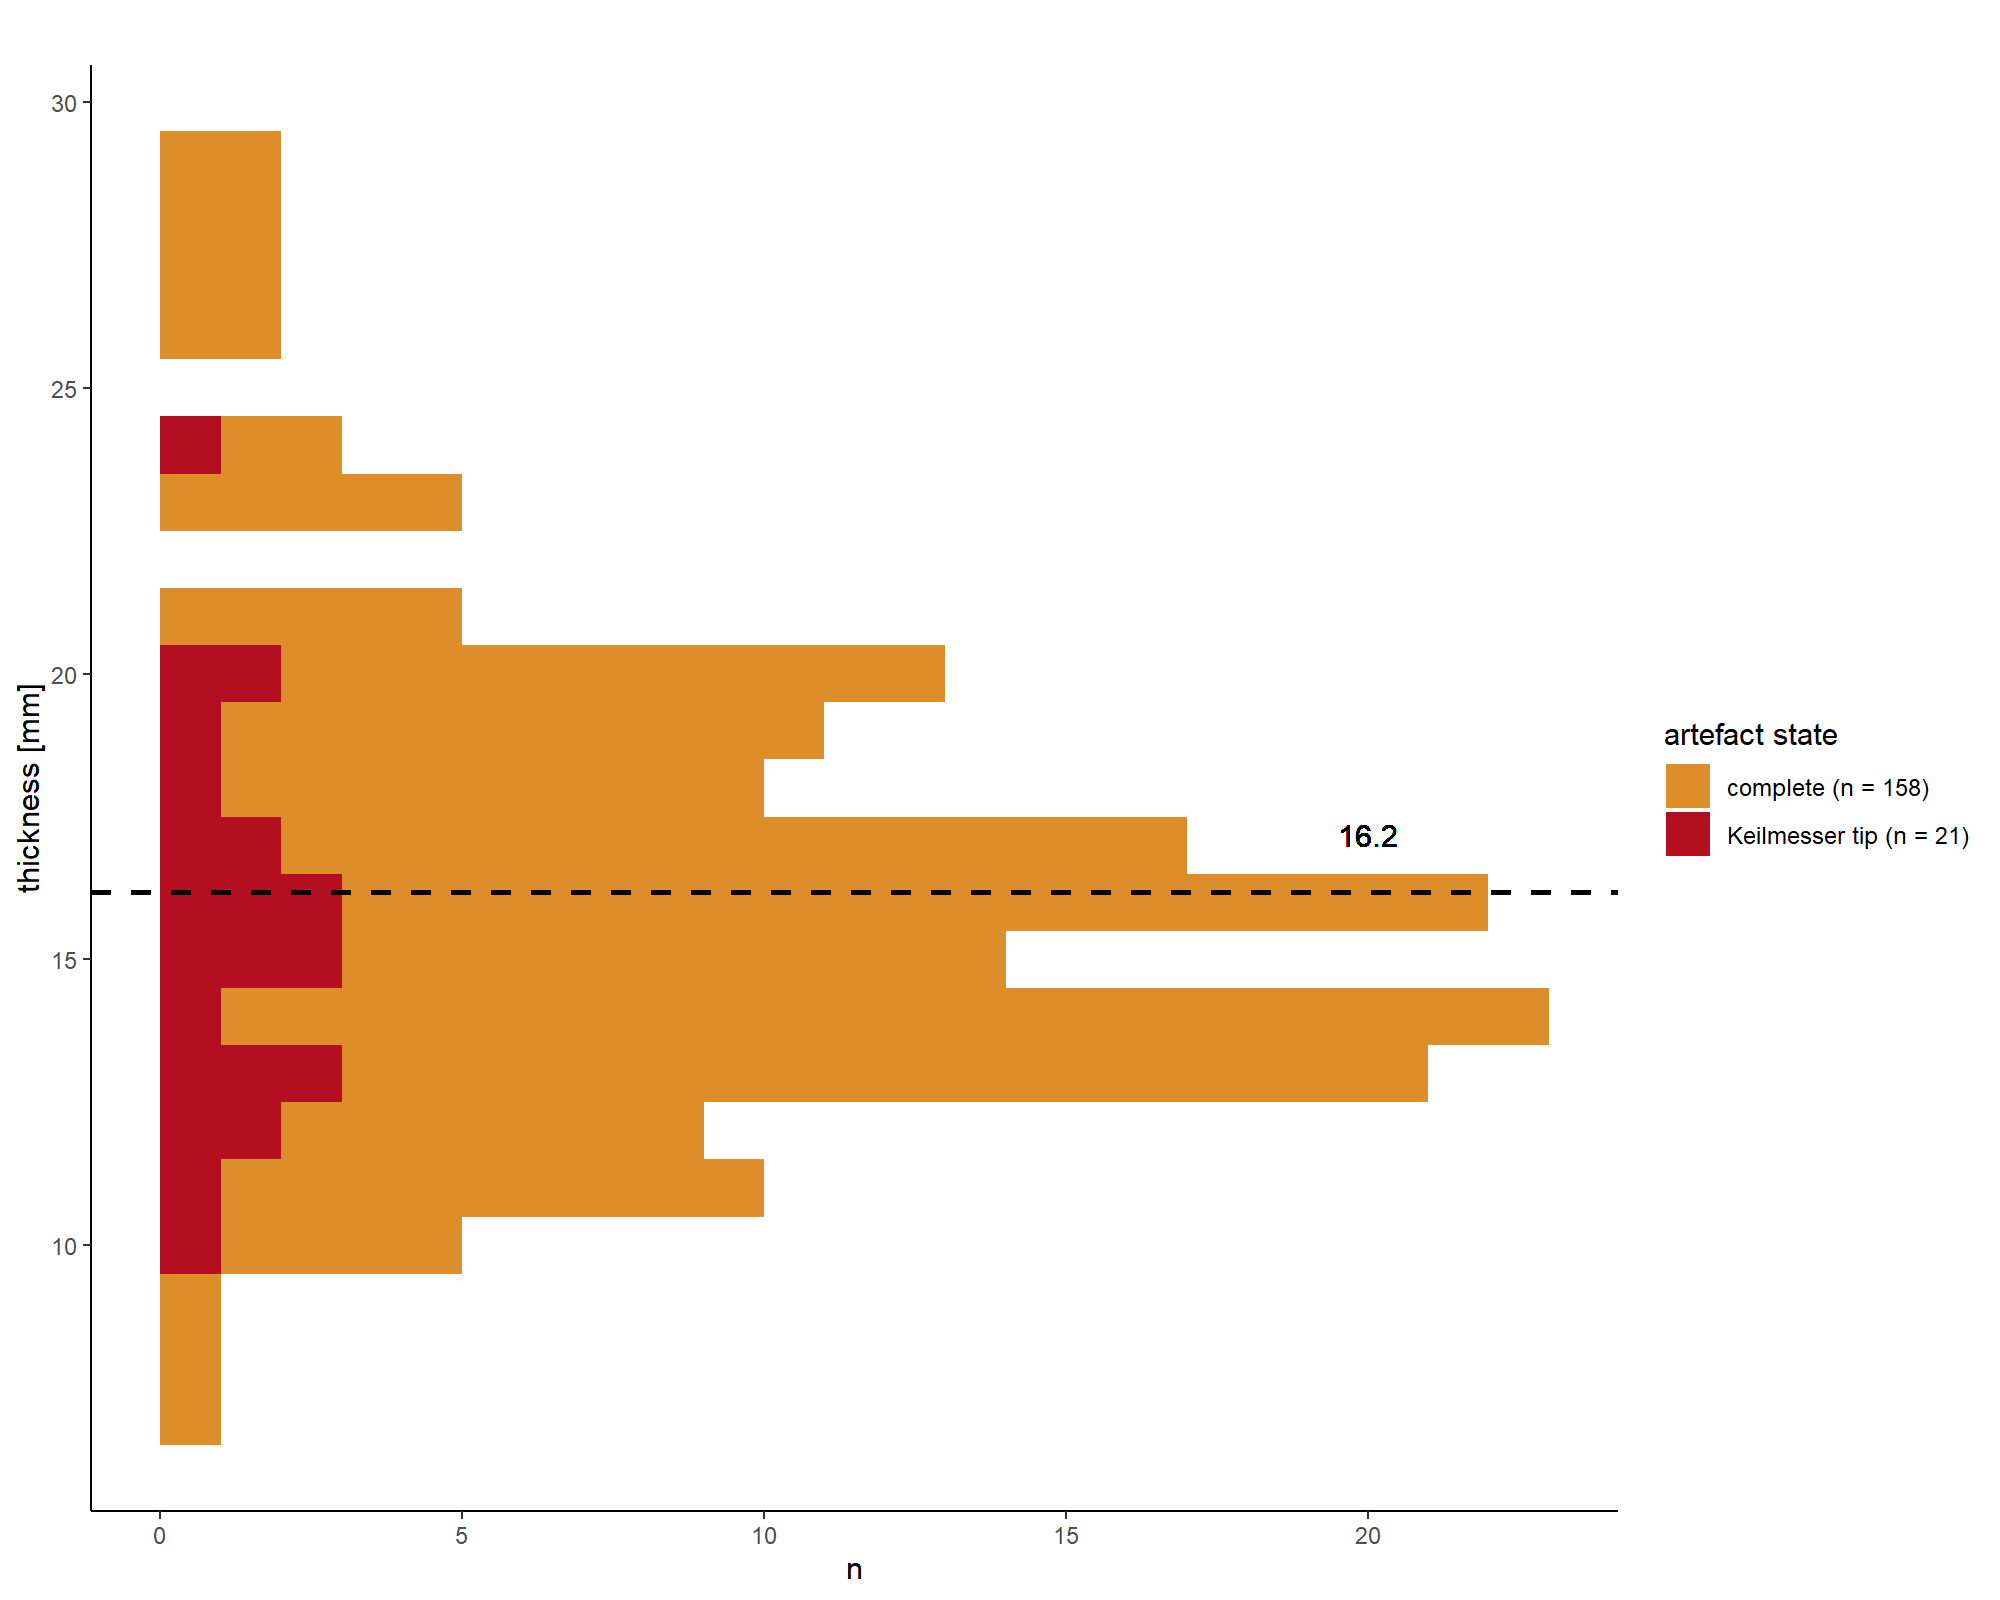 30
25
20
15
10
thickness [mm]
16.2
0 5 10 15 20
n
artefact state
complete (n = 158)
Keilmesser tip (n = 21)